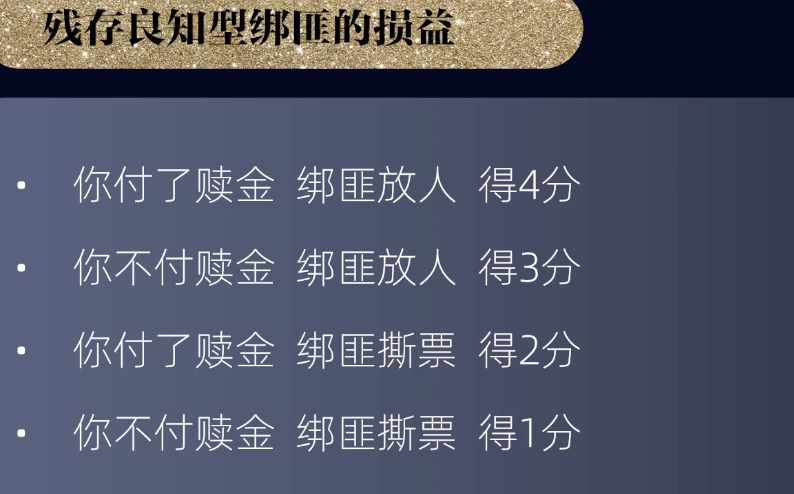 残存良知型绑匪的损益
• 你付了赎金 绑匪放人 得4分
• 你不付赎金 绑匪放人 得3分
• 你付了赎金 绑匪撕票 得2分
• 你不付赎金 绑匪撕票 得1分